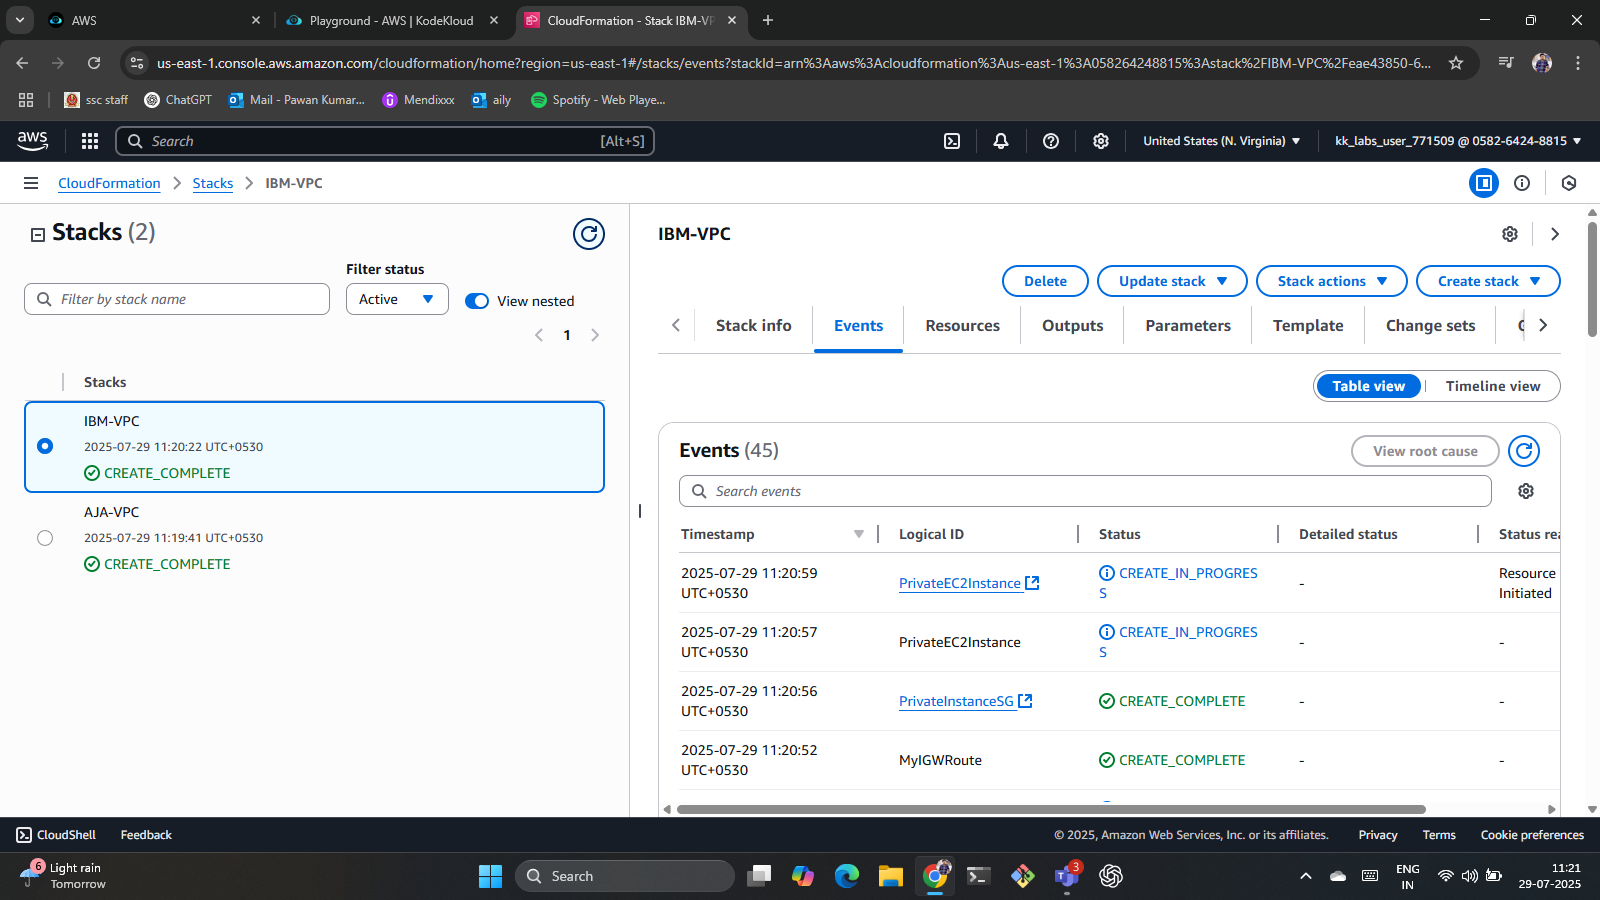 AWS
Playground - AWS | KodeKloud
CloudFormation - Stack IBM-VP
us-east-1.console.aws.amazon.com/cloudformation/home?region=us-east-1#/stacks/events?stackId=arn%3Aaws%3Acloudformation%3Aus-east-1%3A058264248815%3Astack%2FIBM-VPC%2Feae43850-6...
ssc staff
ChatGPT
Mail - Pawan Kumar...
Mendixxx
aily
Spotify - Web Playe...
aws
Search
[Alt+S]
United States (N. Virginia)
kk_labs_user_771509 @ 0582-6424-8815
CloudFormation
Stacks
IBM-VPC
Stacks (2)
Filter status
Filter by stack name
Active
View nested
1
Stacks
IBM-VPC
2025-07-29 11:20:22 UTC+0530
CREATE_COMPLETE
AJA-VPC
2025-07-29 11:19:41 UTC+0530
CREATE_COMPLETE
IBM-VPC
Delete
Update stack
Stack actions
Create stack
Stack info
Events
Resources
Outputs
Parameters
Template
Change sets
Table view
Timeline view
Events (45)
View root cause
Search events
Timestamp
Logical ID
Status
Detailed status
Status rea
2025-07-29 11:20:59
UTC+0530
PrivateEC2Instance
CREATE_IN_PROGRES
S
-
Resource
Initiated
2025-07-29 11:20:57
UTC+0530
PrivateEC2Instance
CREATE_IN_PROGRES
S
-
-
2025-07-29 11:20:56
UTC+0530
PrivateInstanceSG
CREATE_COMPLETE
-
-
2025-07-29 11:20:52
UTC+0530
MyIGWRoute
CREATE_COMPLETE
-
-
CloudShell
Feedback
© 2025, Amazon Web Services, Inc. or its affiliates.
Privacy
Terms
Cookie preferences
6
Light rain
Tomorrow
Search
3
ENG
IN
11:21
29-07-2025